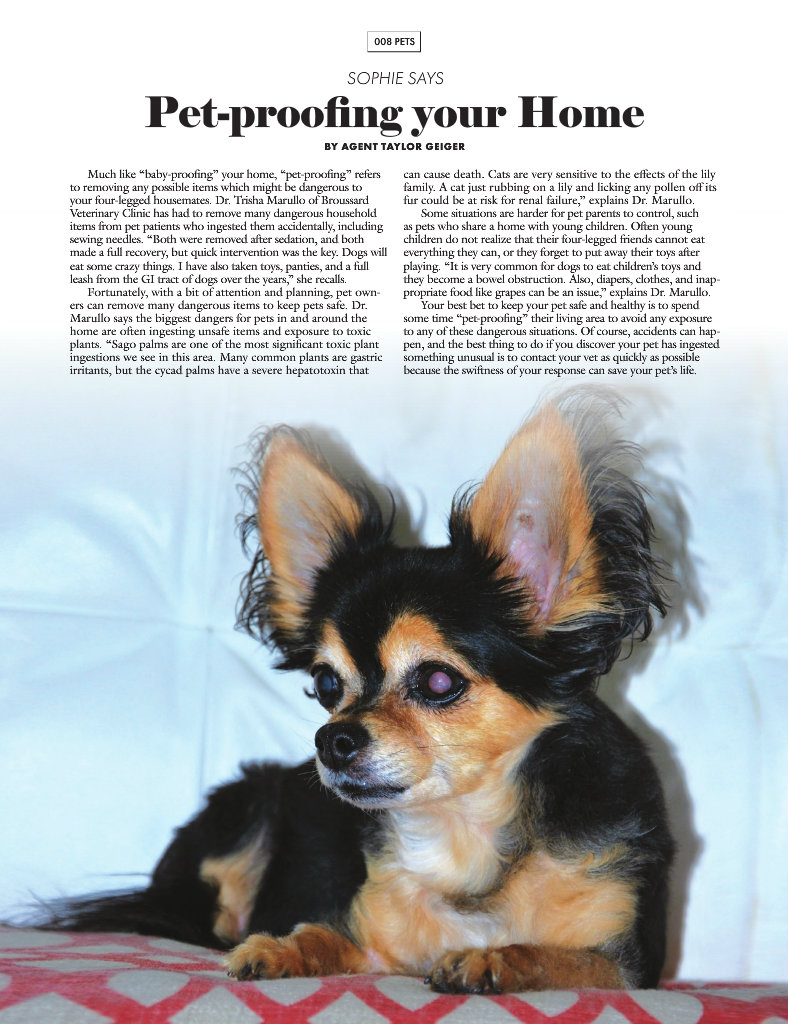 008 PETS
SOPHIE SAYS
Pet-proofing your Home
BY AGENT TAYLOR GEIGER
Much like “baby-proofing” your home, “pet-proofing” refers
to removing any possible items which might be dangerous to
your four-legged housemates. Dr. Trisha Marullo of Broussard
Veterinary Clinic has had to remove many dangerous household
items from pet patients who ingested them accidentally, including
sewing needles. “Both were removed after sedation, and both
made a full recovery, but quick intervention was the key. Dogs will
eat some crazy things. I have also taken toys, panties, and a full
leash from the GI tract of dogs over the years,” she recalls.
Fortunately, with a bit of attention and planning, pet own-
ers can remove many dangerous items to keep pets safe. Dr.
Marullo says the biggest dangers for pets in and around the
home are often ingesting unsafe items and exposure to toxic
plants. “Sago palms are one of the most significant toxic plant
ingestions we see in this area. Many common plants are gastric
irritants, but the cycad palms have a severe hepatotoxin that
can cause death. Cats are very sensitive to the effects of the lily
family. A cat just rubbing on a lily and licking any pollen off its
fur could be at risk for renal failure,” explains Dr. Marullo.
Some situations are harder for pet parents to control, such
as pets who share a home with young children. Often young
children do not realize that their four-legged friends cannot eat
everything they can, or they forget to put away their toys after
playing. “It is very common for dogs to eat children’s toys and
they become a bowel obstruction. Also, diapers, clothes, and inap-
propriate food like grapes can be an issue,” explains Dr. Marullo.
Your best bet to keep your pet safe and healthy is to spend
some time “pet-proofing” their living area to avoid any exposure
to any of these dangerous situations. Of course, accidents can hap-
pen, and the best thing to do if you discover your pet has ingested
something unusual is to contact your vet as quickly as possible
because the swiftness of your response can save your pet’s life.